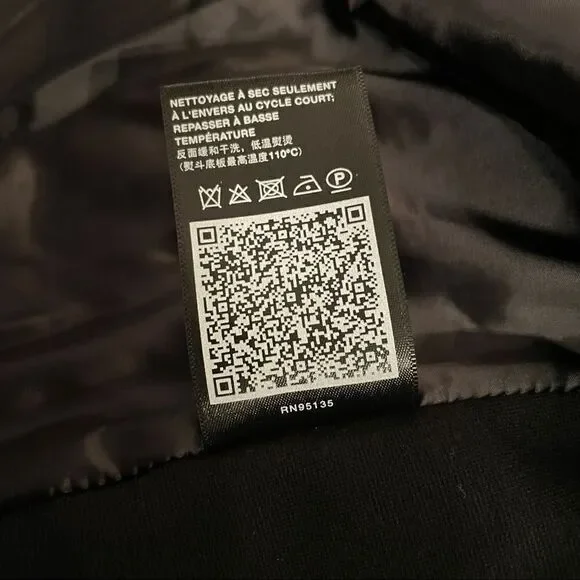 NETTOYAGE À SEC SEULEMENT
À L'ENVERS AU CYCLE COURT;
REPASSER À BASSE
TEMPÉRATURE
反面缓和干洗，低温熨烫
(熨斗底板最高温度110°C)
P
RN95135